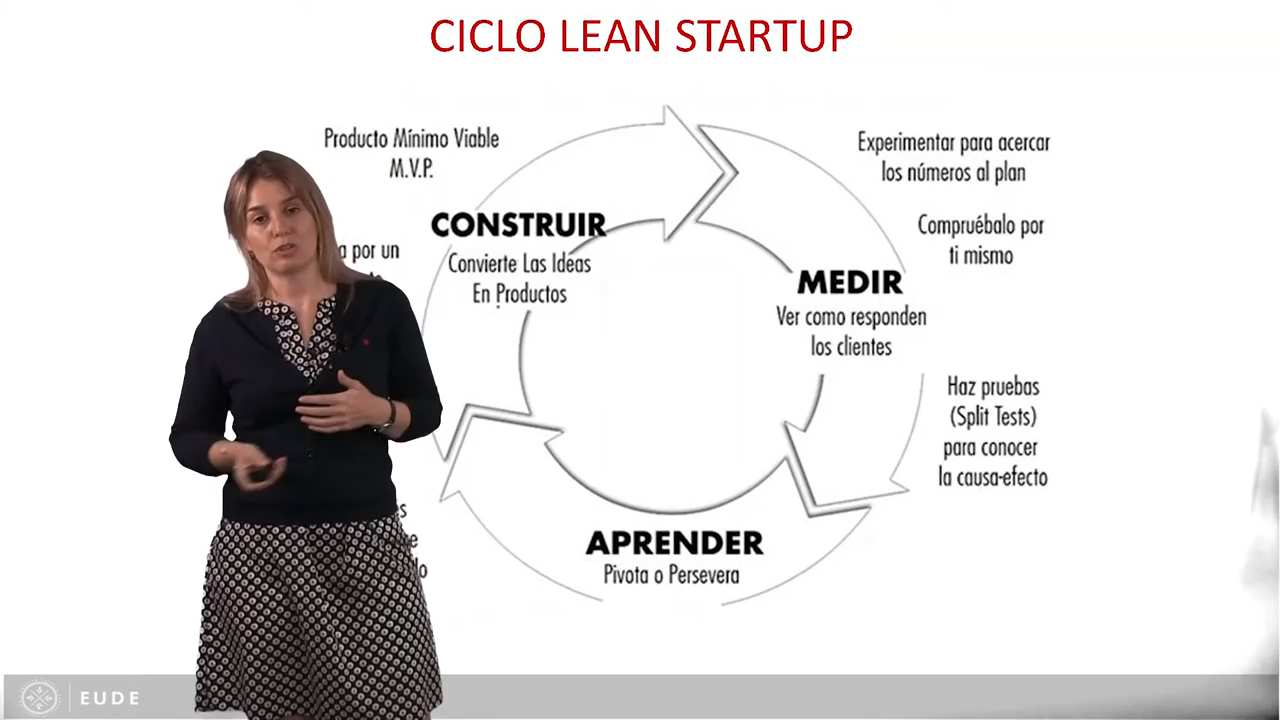 CICLO LEAN STARTUP
Producto Mínimo Viable
M.V.P.
a por un
CONSTRUIR
Convierte Las Ideas
En Productos
Experimentar para acercar
los números al plan
Compruébalo por
ti mismo
MEDIR
Ver como responden
los clientes
Haz pruebas
(Split Tests)
para conocer
la causa-efecto
APRENDER
Pivota o Persevera
EUDE